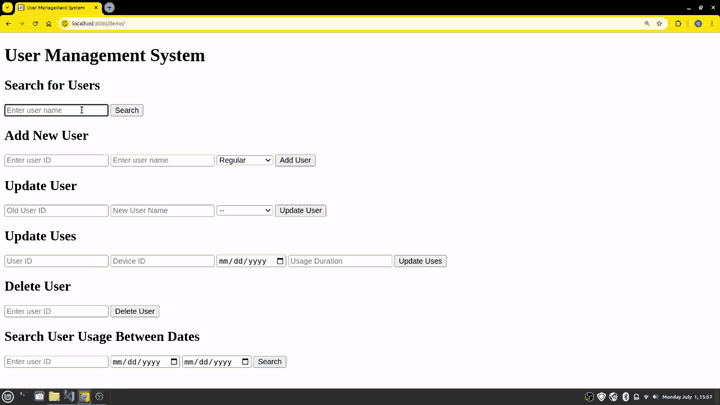 User Management System
localhost:8080/demo/
User Management System
Search for Users
Enter user name Search
Add New User
Enter user ID Enter user name Regular Add User
Update User
Old User ID New User Name -- Update User
Update Uses
User ID Device ID mm/dd/yyyy Usage Duration Update Uses
Delete User
Enter user ID Delete User
Search User Usage Between Dates
Enter user ID mm/dd/yyyy mm/dd/yyyy Search
Monday July 1, 15:57